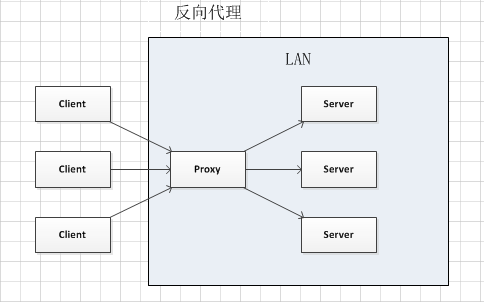 反向代理
LAN
Client
Server
Client
Proxy
Server
Client
Server